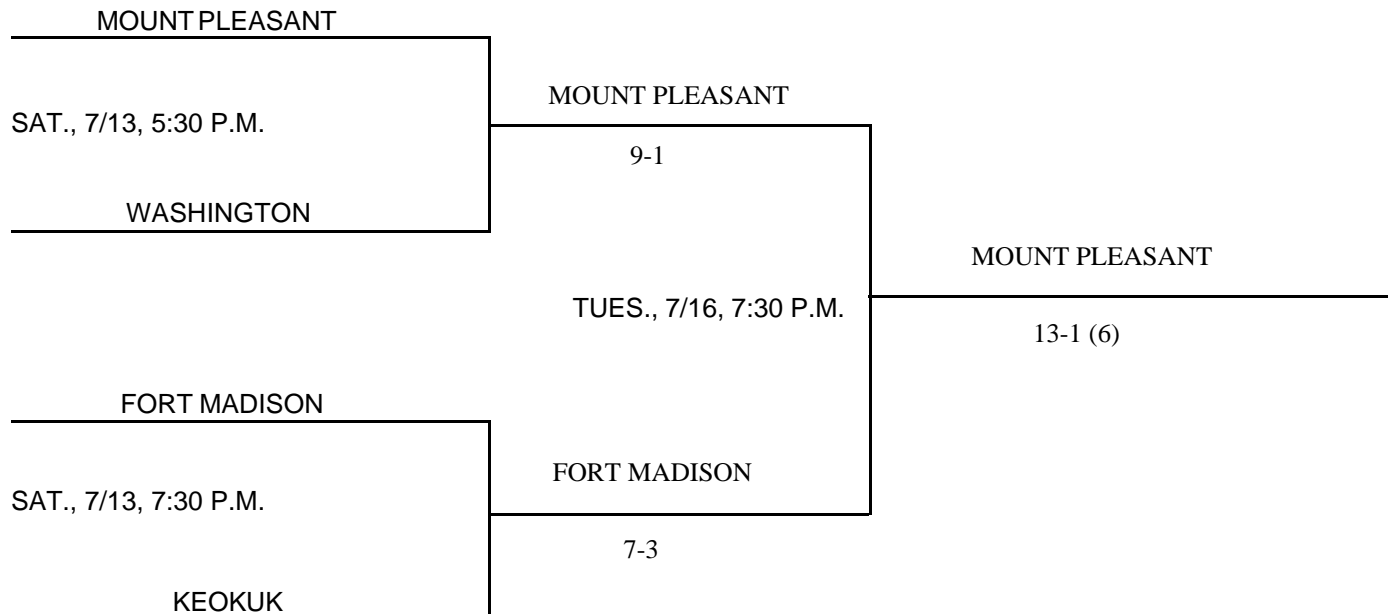 MOUNT PLEASANT
SAT., 7/13, 5:30 P.M.
WASHINGTON
MOUNT PLEASANT
9-1
TUES., 7/16, 7:30 P.M.
MOUNT PLEASANT
13-1 (6)
FORT MADISON
SAT., 7/13, 7:30 P.M.
KEOKUK
FORT MADISON
7-3